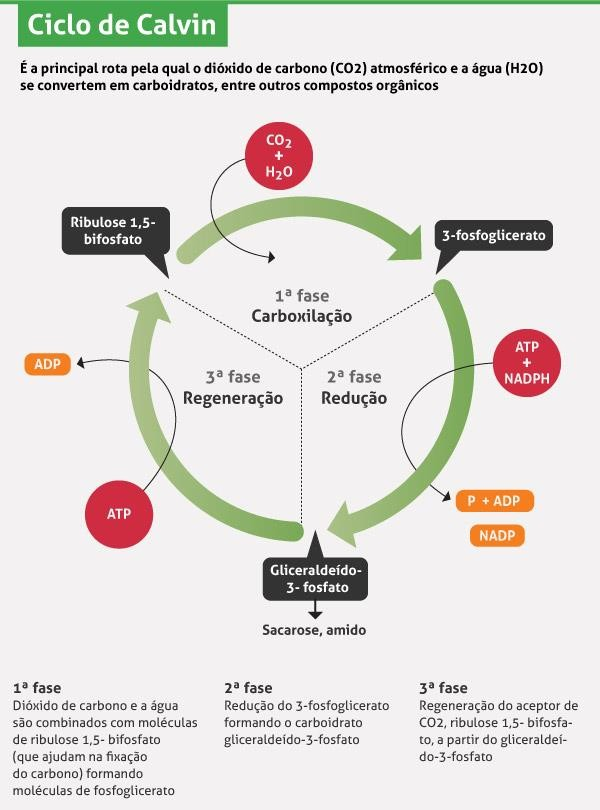 Ciclo de Calvin
É a principal rota pela qual o dióxido de carbono (CO2) atmosférico e a água (H2O)
se convertem em carboidratos, entre outros compostos orgânicos
CO2
+
H2O
Ribulose 1,5-
bifosfato
3-fosfoglicerato
1ª fase
Carboxilação
ATP
+
NADPH
ADP
3ª fase
Regeneração
2ª fase
Redução
ATP
P + ADP
NADP
Gliceraldeído-
3- fosfato
Sacarose, amido
1ª fase
Dióxido de carbono e a água
são combinados com moléculas
de ribulose 1,5- bifosfato
(que ajudam na fixação
do carbono) formando
moléculas de fosfoglicerato
2ª fase
Redução do 3-fosfoglicerato
formando o carboidrato
gliceraldeído-3-fosfato
3ª fase
Regeneração do aceptor de
CO2, ribulose 1,5- bifosfa-
to, a partir do gliceraldeí-
do-3-fosfato